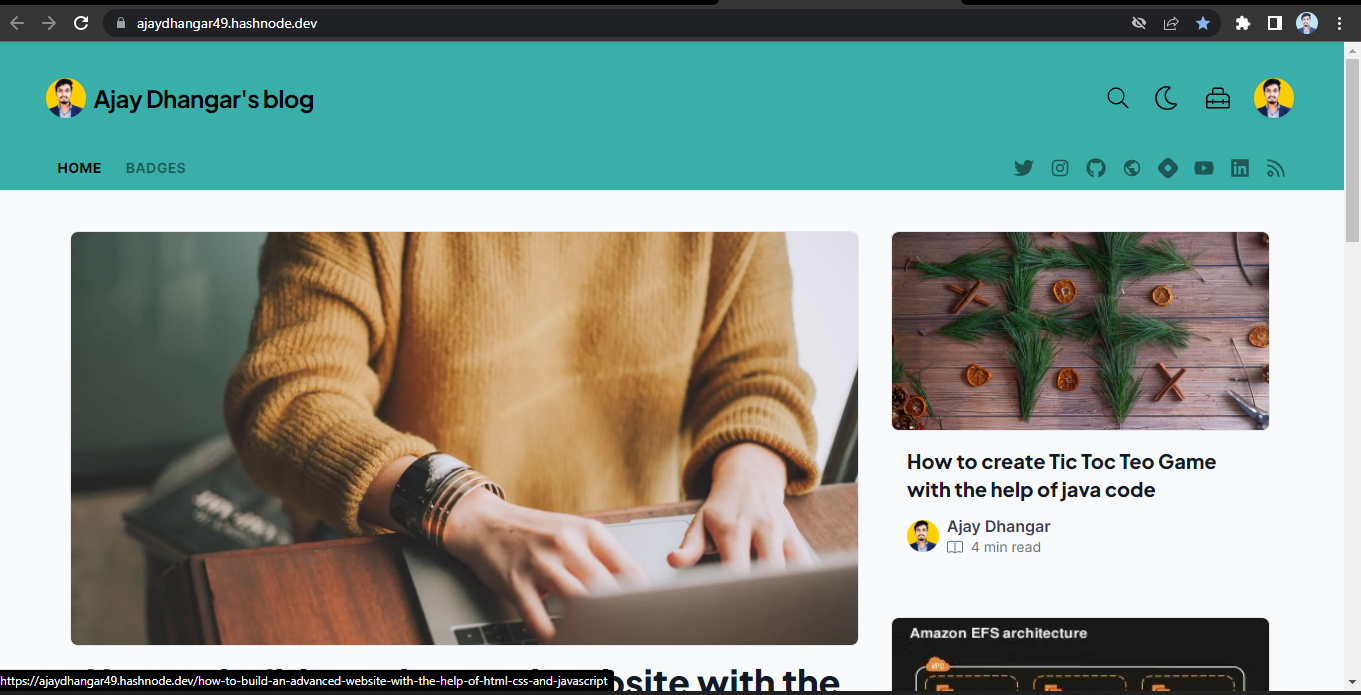 ajaydhangar49.hashnode.dev
Ajay Dhangar's blog
HOME BADGES
How to create Tic Toc Teo Game
with the help of java code
Ajay Dhangar
4 min read
Amazon EFS architecture
VPC
website with the
https://ajaydhangar49.hashnode.dev/how-to-build-an-advanced-website-with-the-help-of-html-css-and-javascript